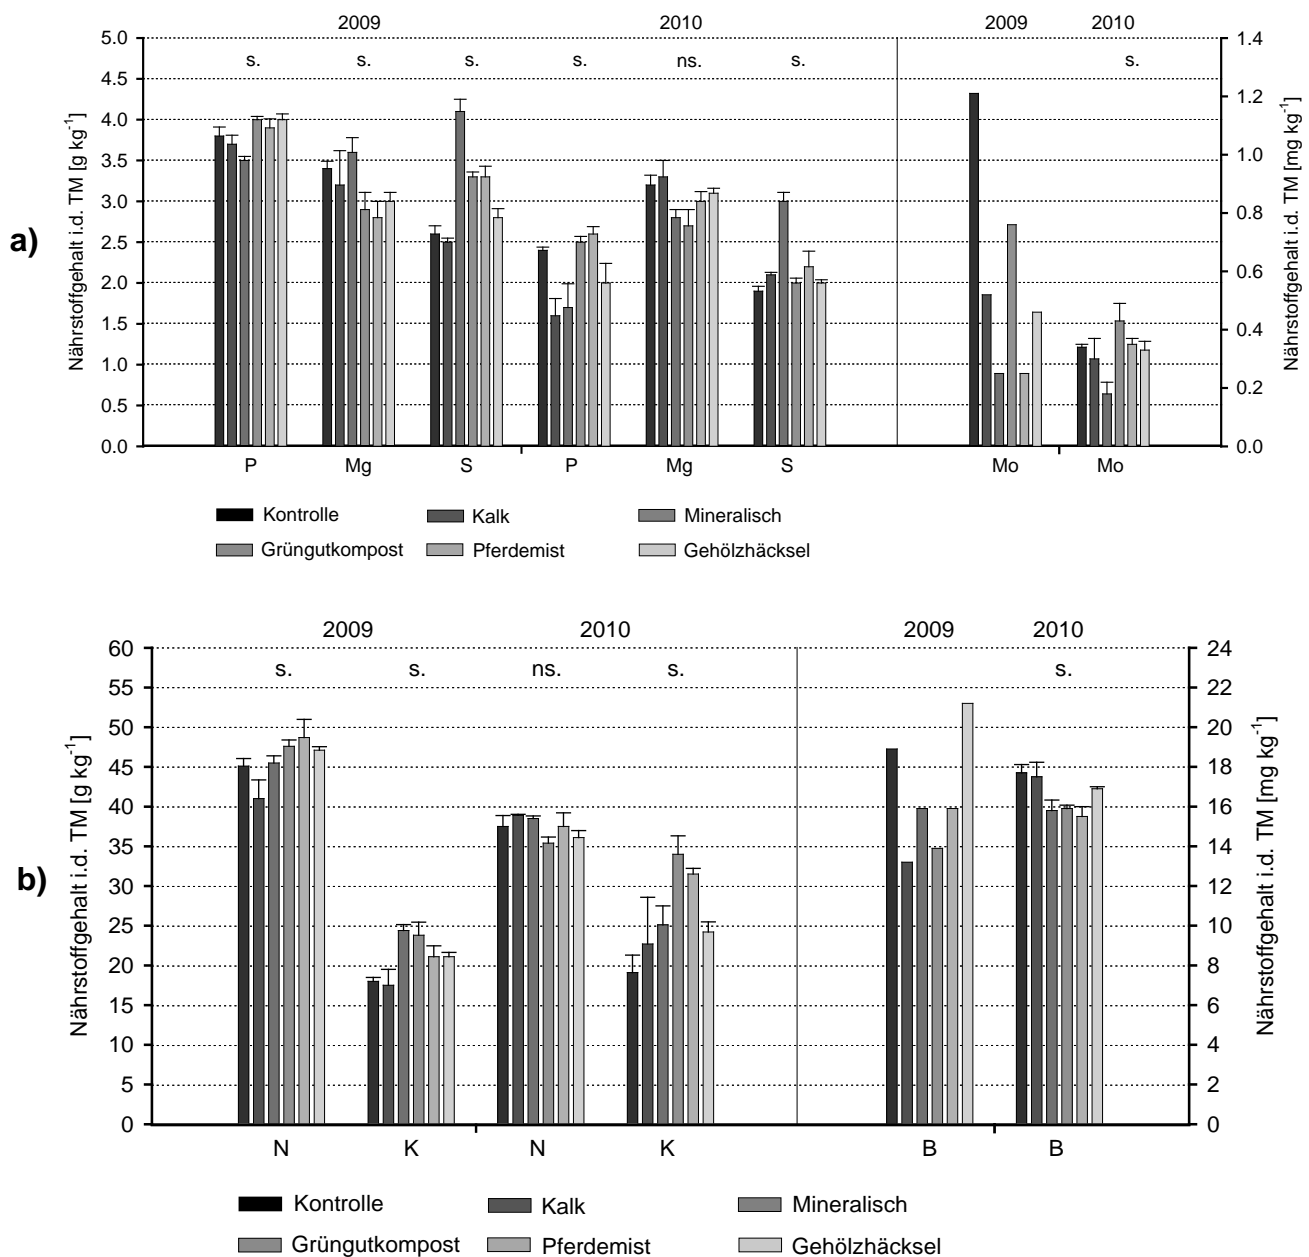 2009 2010 2009 2010
5.0 1.4
s. s. s. s. ns. s. s.
4.5
4.0 1.2
3.5 1.0
3.0
2.5 0.8
2.0 0.6
1.5 0.4
1.0
0.5 0.2
0.0 0.0
Nährstoffgehalt i.d. TM [g kg⁻¹]
Nährstoffgehalt i.d. TM [mg kg⁻¹]
a)
P Mg S P Mg S Mo Mo
Kontrolle Kalk Mineralisch
Grüngutkompost Pferdemist Gehölzhäcksel
2009 2010 2009 2010
60 24
s. s. ns. s. s.
55 22
50 20
45 18
40 16
35 14
30 12
25 10
20 8
15 6
10 4
5 2
0 0
Nährstoffgehalt i.d. TM [g kg⁻¹]
Nährstoffgehalt i.d. TM [mg kg⁻¹]
b)
N K N K B B
Kontrolle Kalk Mineralisch
Grüngutkompost Pferdemist Gehölzhäcksel